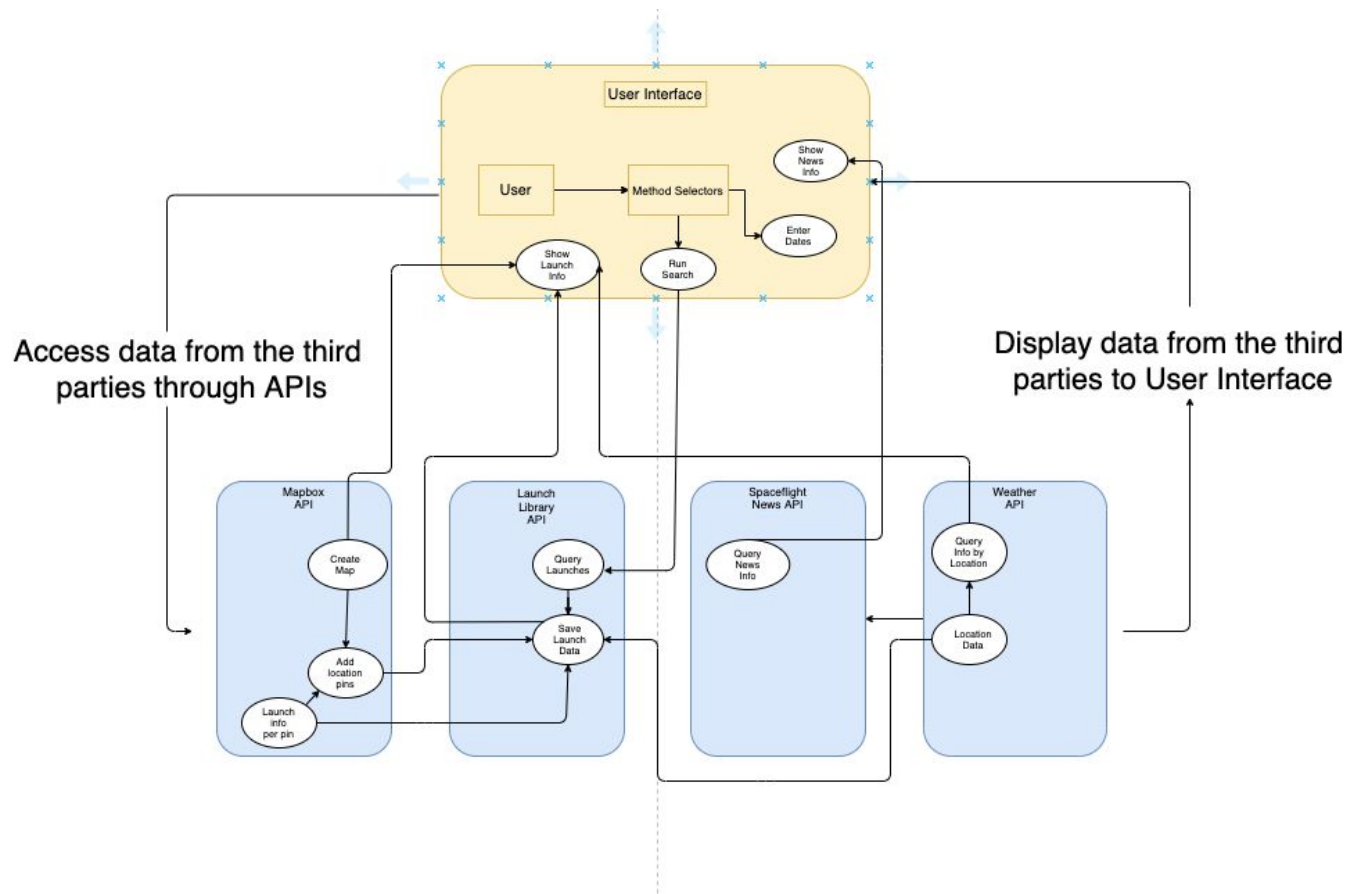 User Interface
Show
News
Info
User
Method Selectors
Enter
Dates
Show
Launch
Info
Run
Search
Access data from the third
parties through APIs
Display data from the third
parties to User Interface
Mapbox
API
Create
Map
Add
location
pins
Launch
info
per pin
Launch
Library
API
Query
Launches
Save
Launch
Data
Spaceflight
News API
Query
News
Info
Weather
API
Query
Info by
Location
Location
Data